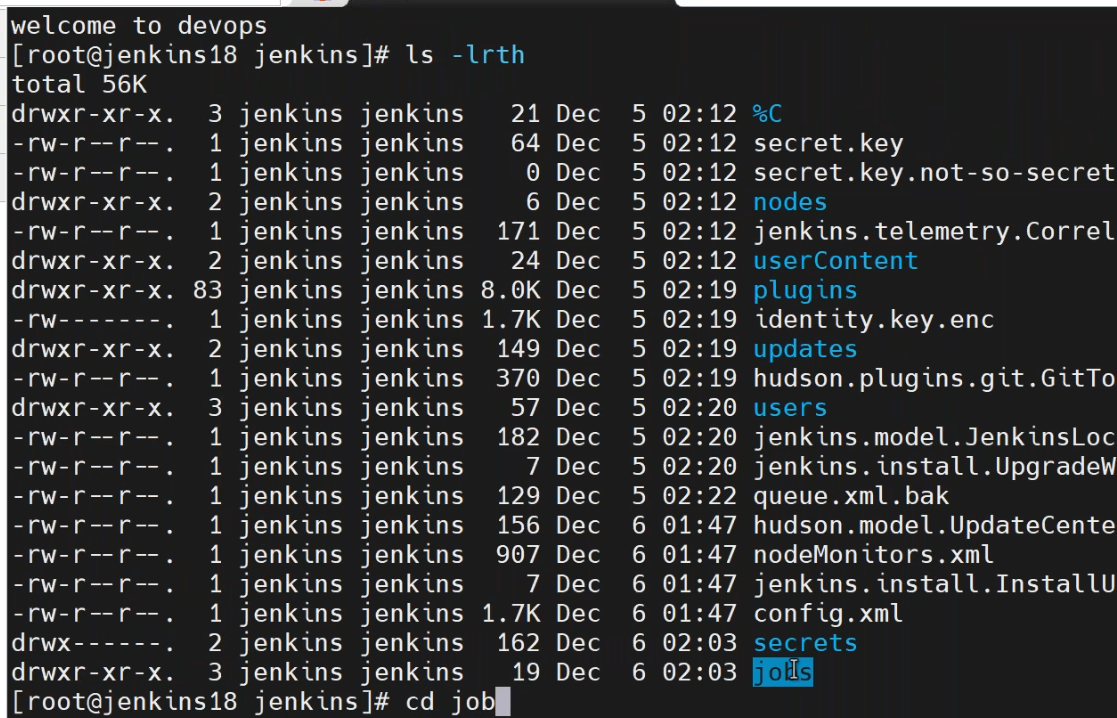 welcome to devops
[root@jenkins18 jenkins]# ls -lrth
total 56K
drwxr-xr-x.  3 jenkins jenkins   21 Dec  5 02:12 %C
-rw-r--r--.  1 jenkins jenkins   64 Dec  5 02:12 secret.key
-rw-r--r--.  1 jenkins jenkins    0 Dec  5 02:12 secret.key.not-so-secret
drwxr-xr-x.  2 jenkins jenkins    6 Dec  5 02:12 nodes
-rw-r--r--.  1 jenkins jenkins  171 Dec  5 02:12 jenkins.telemetry.Correl
drwxr-xr-x.  2 jenkins jenkins   24 Dec  5 02:12 userContent
drwxr-xr-x. 83 jenkins jenkins 8.0K Dec  5 02:19 plugins
-rw-------.  1 jenkins jenkins 1.7K Dec  5 02:19 identity.key.enc
drwxr-xr-x.  2 jenkins jenkins  149 Dec  5 02:19 updates
-rw-r--r--.  1 jenkins jenkins  370 Dec  5 02:19 hudson.plugins.git.GitTo
drwxr-xr-x.  3 jenkins jenkins   57 Dec  5 02:20 users
-rw-r--r--.  1 jenkins jenkins  182 Dec  5 02:20 jenkins.model.JenkinsLoc
-rw-r--r--.  1 jenkins jenkins    7 Dec  5 02:20 jenkins.install.UpgradeW
-rw-r--r--.  1 jenkins jenkins  129 Dec  5 02:22 queue.xml.bak
-rw-r--r--.  1 jenkins jenkins  156 Dec  6 01:47 hudson.model.UpdateCente
-rw-r--r--.  1 jenkins jenkins  907 Dec  6 01:47 nodeMonitors.xml
-rw-r--r--.  1 jenkins jenkins    7 Dec  6 01:47 jenkins.install.InstallU
-rw-r--r--.  1 jenkins jenkins 1.7K Dec  6 01:47 config.xml
drwx------.  2 jenkins jenkins  162 Dec  6 02:03 secrets
drwxr-xr-x.  3 jenkins jenkins   19 Dec  6 02:03 jobs
[root@jenkins18 jenkins]# cd job